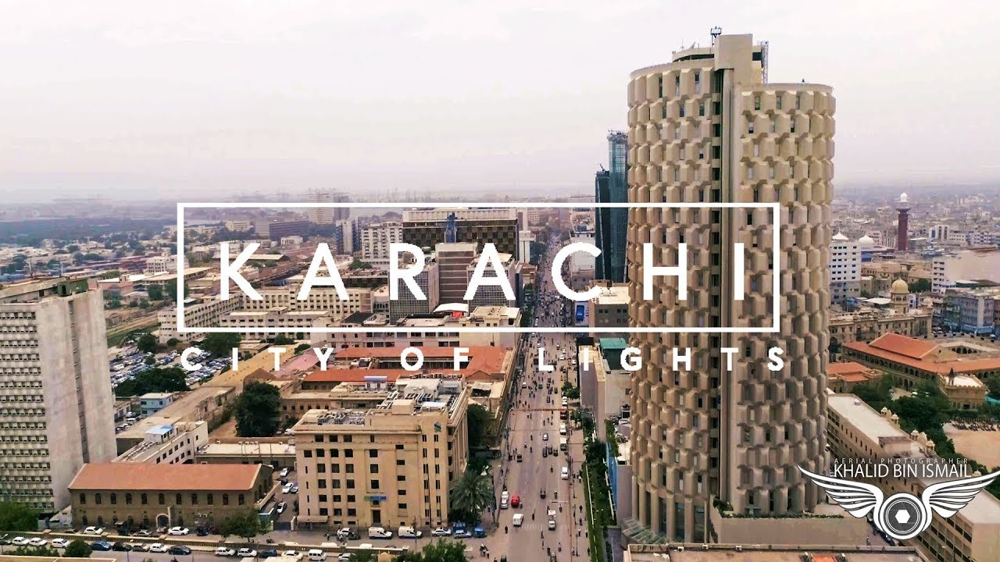 KARACHI
CITY OF LIGHTS
AERIAL PHOTOGRAPHER
KHALID BIN ISMAIL